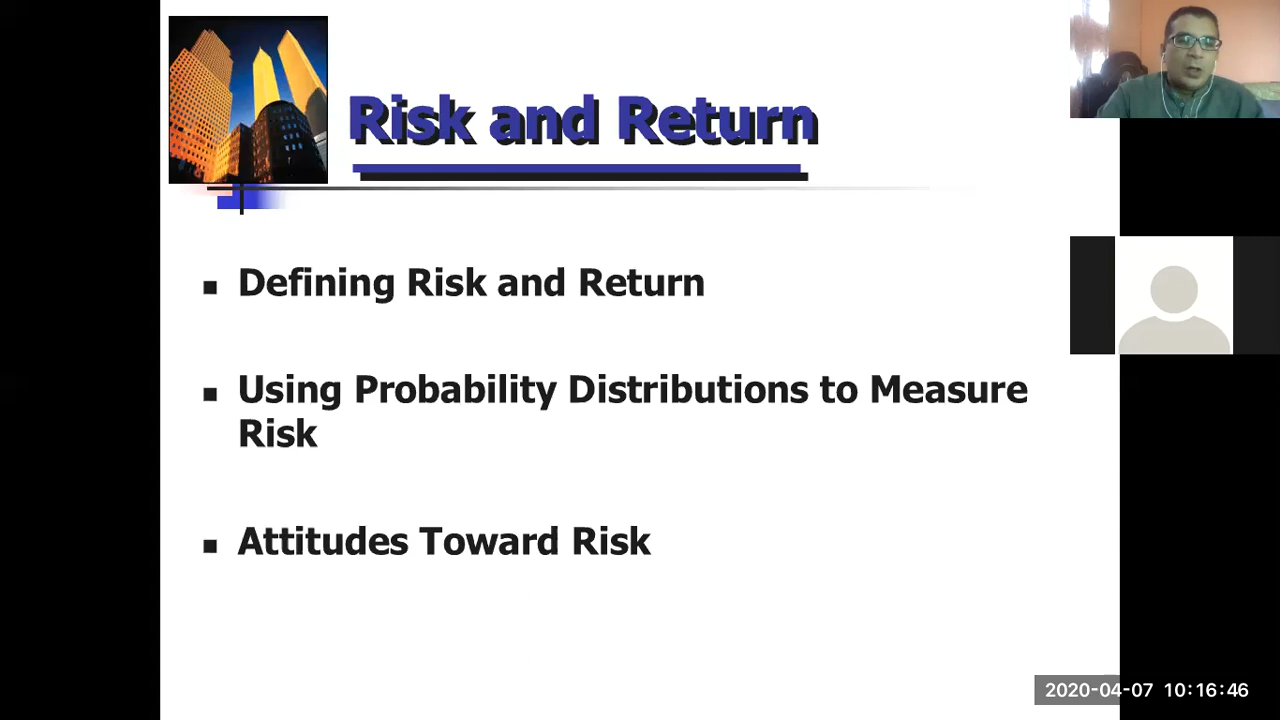 Risk and Return
Defining Risk and Return
Using Probability Distributions to Measure
Risk
Attitudes Toward Risk
2020-04-07 10:16:46